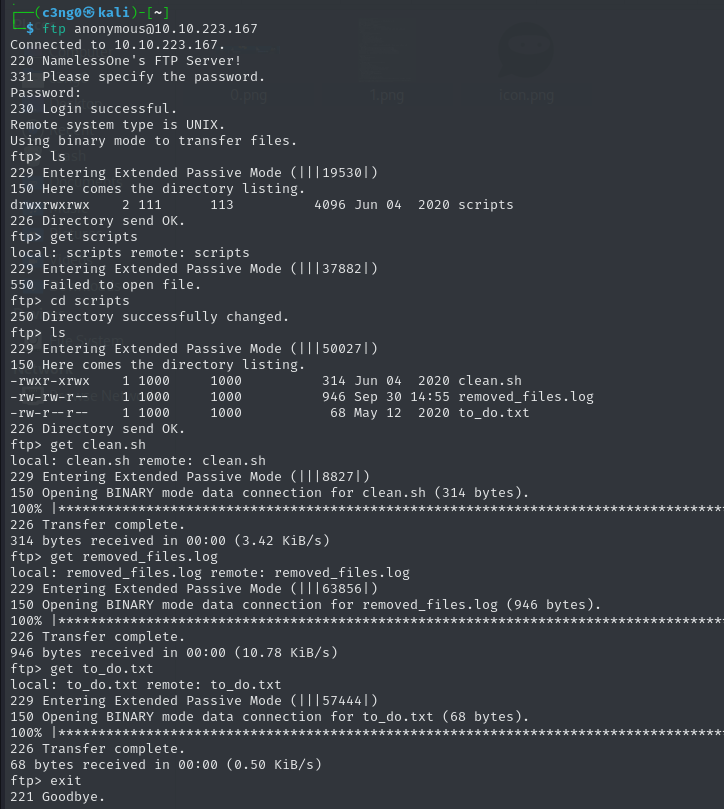 ┌──(c3ng0㉿kali)-[~]
└─$ ftp anonymous@10.10.223.167
Connected to 10.10.223.167.
220 NamelessOne's FTP Server!
331 Please specify the password.
Password:
230 Login successful.
Remote system type is UNIX.
Using binary mode to transfer files.
ftp> ls
229 Entering Extended Passive Mode (|||19530|)
150 Here comes the directory listing.
drwxrwxrwx    2 111      113          4096 Jun 04  2020 scripts
226 Directory send OK.
ftp> get scripts
local: scripts remote: scripts
229 Entering Extended Passive Mode (|||37882|)
550 Failed to open file.
ftp> cd scripts
250 Directory successfully changed.
ftp> ls
229 Entering Extended Passive Mode (|||50027|)
150 Here comes the directory listing.
-rwxr-xrwx    1 1000     1000          314 Jun 04  2020 clean.sh
-rw-rw-r--    1 1000     1000          946 Sep 30 14:55 removed_files.log
-rw-r--r--    1 1000     1000           68 May 12  2020 to_do.txt
226 Directory send OK.
ftp> get clean.sh
local: clean.sh remote: clean.sh
229 Entering Extended Passive Mode (|||8827|)
150 Opening BINARY mode data connection for clean.sh (314 bytes).
100% |***********************************************************************************
226 Transfer complete.
314 bytes received in 00:00 (3.42 KiB/s)
ftp> get removed_files.log
local: removed_files.log remote: removed_files.log
229 Entering Extended Passive Mode (|||63856|)
150 Opening BINARY mode data connection for removed_files.log (946 bytes).
100% |***********************************************************************************
226 Transfer complete.
946 bytes received in 00:00 (10.78 KiB/s)
ftp> get to_do.txt
local: to_do.txt remote: to_do.txt
229 Entering Extended Passive Mode (|||57444|)
150 Opening BINARY mode data connection for to_do.txt (68 bytes).
100% |***********************************************************************************
226 Transfer complete.
68 bytes received in 00:00 (0.50 KiB/s)
ftp> exit
221 Goodbye.
0.png
1.png
icon.png